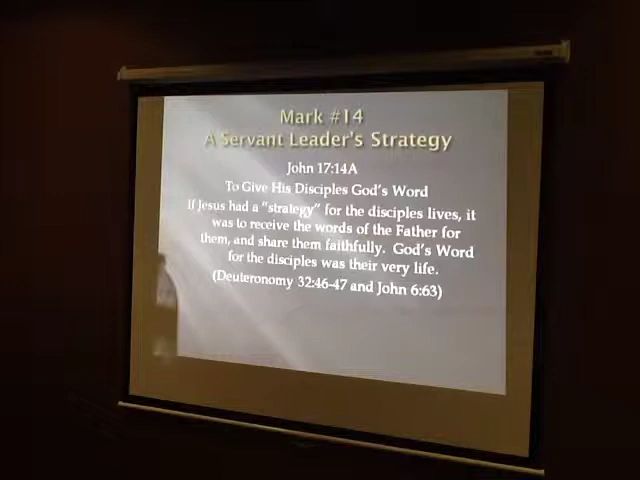 Mark #14
A Servant Leader's Strategy
John 17:14A
To Give His Disciples God's Word
If Jesus had a "strategy" for the disciples lives, it
was to receive the words of the Father for
them, and share them faithfully. God's Word
for the disciples was their very life.
(Deuteronomy 32:46-47 and John 6:63)